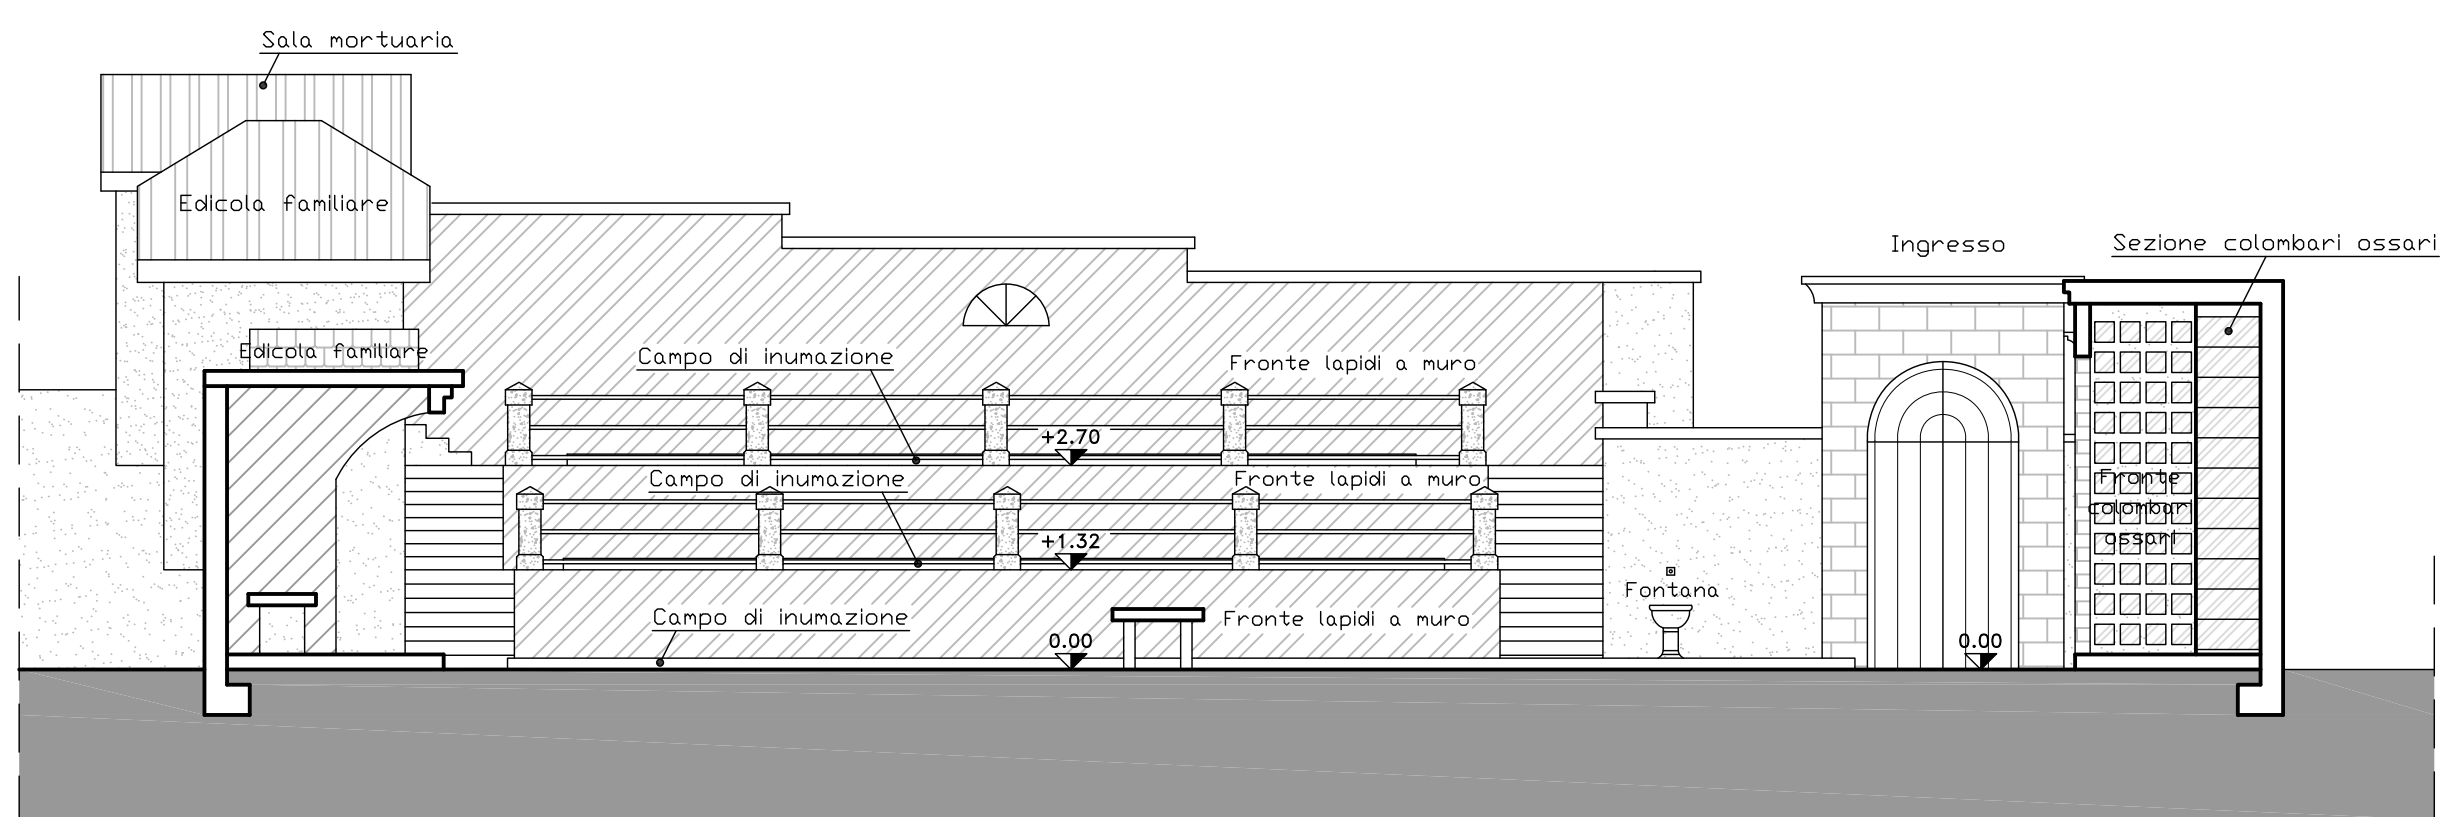 Sala mortuaria
Edicola familiare
Ingresso
Sezione colombari ossari
Edicola familiare
Campo di inumazione
Fronte lapidi a muro
+2.70
Campo di inumazione
Fronte lapidi a muro
Fronte
colombari
ossari
+1.32
Fontana
Campo di inumazione
Fronte lapidi a muro
0.00
0.00